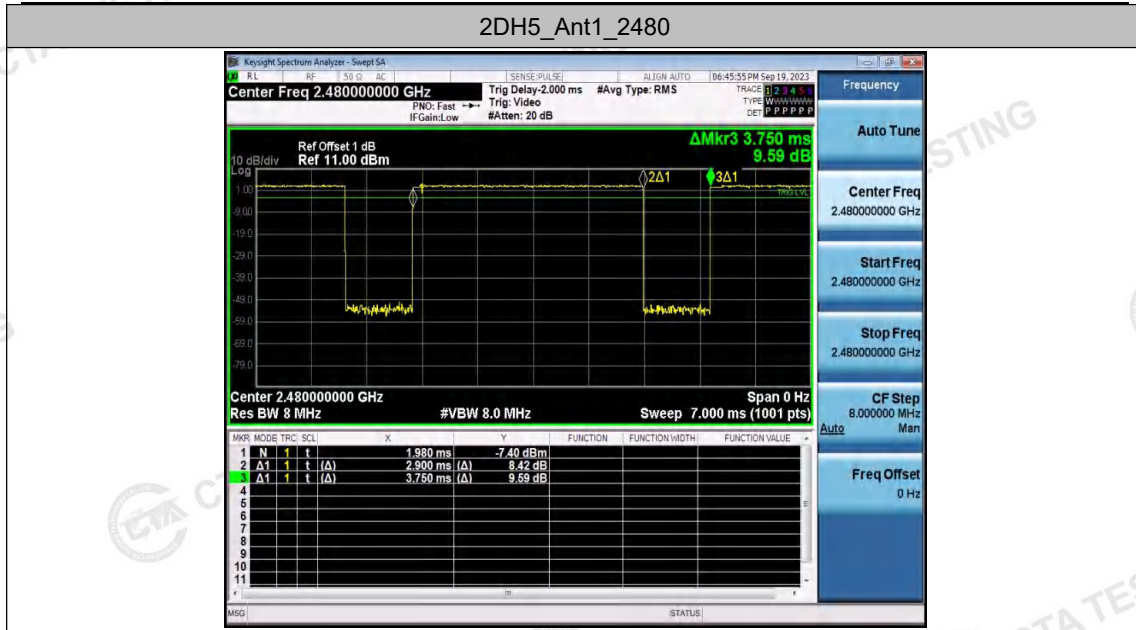 2DH5_Ant1_2480
Keysight Spectrum Analyzer - Swept SA
RL RF 50 Ω AC SENSE:PULSE ALIGN AUTO 06:45:55 PM Sep 19, 2023
Center Freq 2.480000000 GHz
PNO: Fast
IFGain:Low
Trig Delay-2.000 ms
Trig: Video
#Atten: 20 dB
#Avg Type: RMS
TRACE 1 2 3 4 5 6
TYPE WWWWWW
DET P P P P P P
Frequency
Auto Tune
Center Freq
2.480000000 GHz
Start Freq
2.480000000 GHz
Stop Freq
2.480000000 GHz
CF Step
8.000000 MHz
Auto Man
Freq Offset
0 Hz
ΔMkr3 3.750 ms
9.59 dB
Ref Offset 1 dB
10 dB/div Ref 11.00 dBm
Log
2Δ1 3Δ1
TRIG LVL
1.00
-9.00
-19.0
-29.0
-39.0
-49.0
-59.0
-69.0
-79.0
Center 2.480000000 GHz Span 0 Hz
Res BW 8 MHz #VBW 8.0 MHz Sweep 7.000 ms (1001 pts)
MKR MODE TRC SCL X Y FUNCTION FUNCTION WIDTH FUNCTION VALUE
1 N 1 t 1.980 ms -7.40 dBm
2 Δ1 1 t (Δ) 2.900 ms (Δ) 8.42 dB
3 Δ1 1 t (Δ) 3.750 ms (Δ) 9.59 dB
4
5
6
7
8
9
10
11
MSG STATUS
CTA